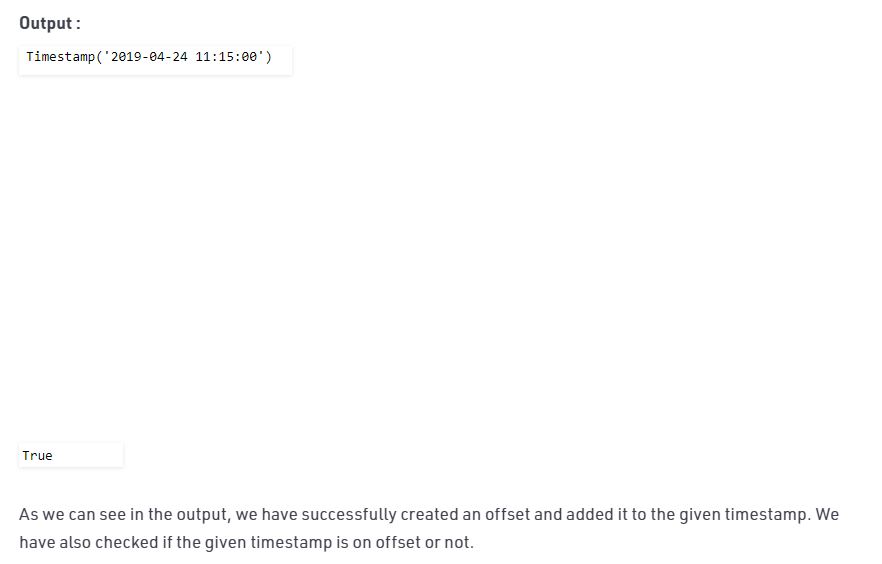 Output :
Timestamp('2019-04-24 11:15:00')
True
As we can see in the output, we have successfully created an offset and added it to the given timestamp. We
have also checked if the given timestamp is on offset or not.